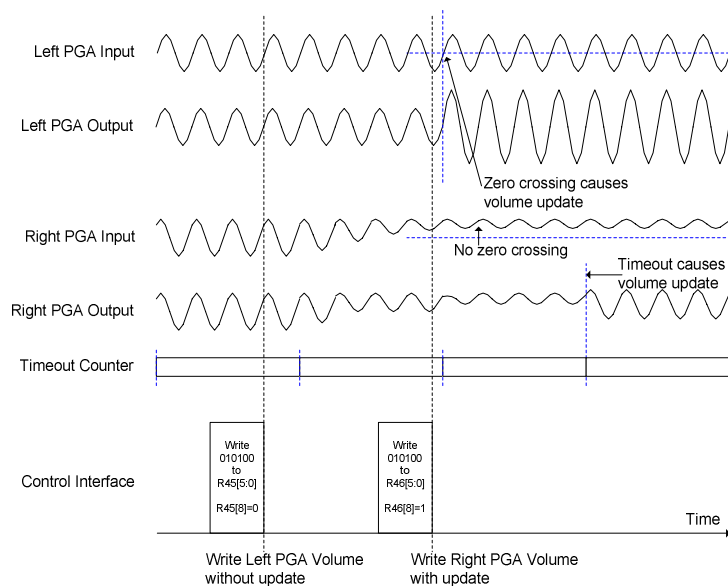 Left PGA Input
Left PGA Output
Zero crossing causes
volume update
Right PGA Input
No zero crossing
Timeout causes
volume update
Right PGA Output
Timeout Counter
Control Interface
Write
010100
to
R45[5:0]
R45[8]=0
Write
010100
to
R46[5:0]
R46[8]=1
Time
Write Left PGA Volume
without update
Write Right PGA Volume
with update